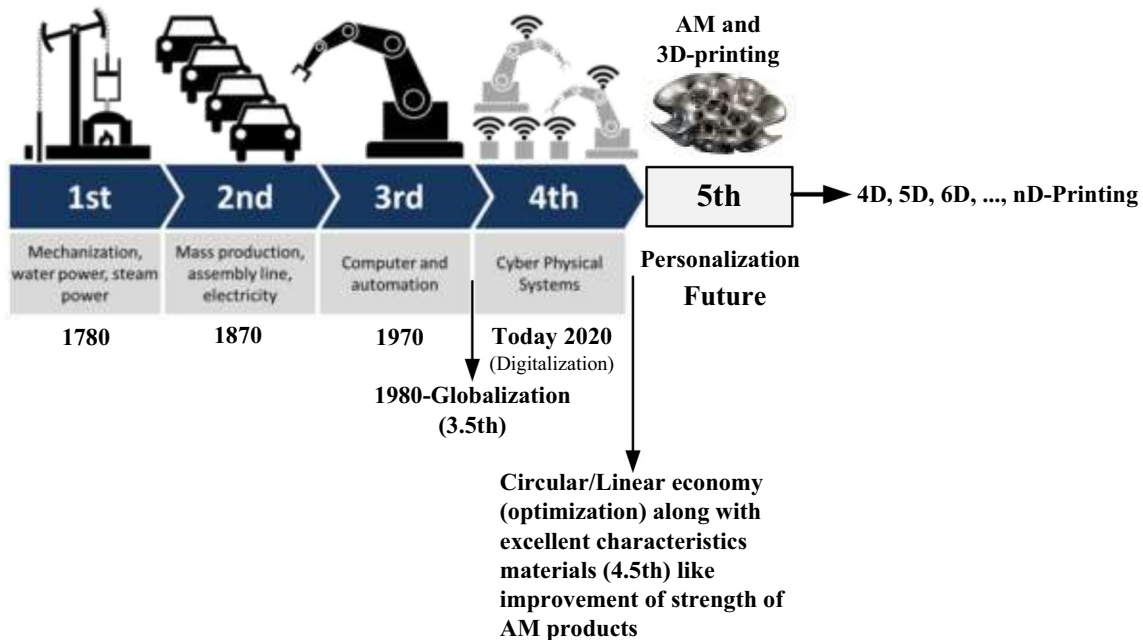 AM and
3D-printing
1st
2nd
3rd
4th
5th
4D, 5D, 6D, ..., nD-Printing
Mechanization,
water power, steam
power
Mass production,
assembly line,
electricity
Computer and
automation
Cyber Physical
Systems
Personalization
Future
1780
1870
1970
Today 2020
(Digitalization)
1980-Globalization
(3.5th)
Circular/Linear economy
(optimization) along with
excellent characteristics
materials (4.5th) like
improvement of strength of
AM products